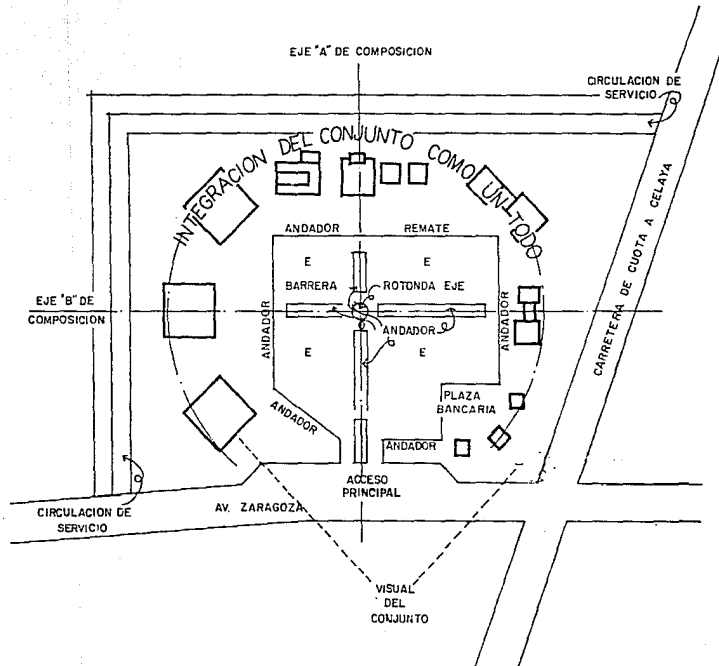 EJE "A" DE COMPOSICION
CIRCULACION DE
SERVICIO
INTEGRACION DEL CONJUNTO COMO UN TODO
ANDADOR
REMATE
E
E
BARRERA
ROTONDA EJE
EJE "B" DE
COMPOSICION
ANDADOR
ANDADOR
ANDADOR
E
E
CARRETERA DE CUOTA A CELAYA
PLAZA
BANCARIA
ANDADOR
ANDADOR
ACCESO
PRINCIPAL
AV. ZARAGOZA
CIRCULACION DE
SERVICIO
VISUAL
DEL
CONJUNTO